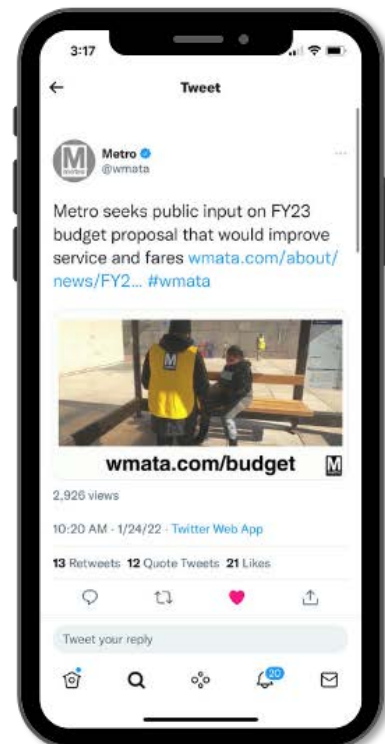 3:17
Tweet
M
Metro
@wmata
Metro seeks public input on FY23
budget proposal that would improve
service and fares wmata.com/about/
news/FY2... #wmata
M
wmata.com/budget M
2,926 views
10:20 AM · 1/24/22 · Twitter Web App
13 Retweets 12 Quote Tweets 21 Likes
Tweet your reply
20